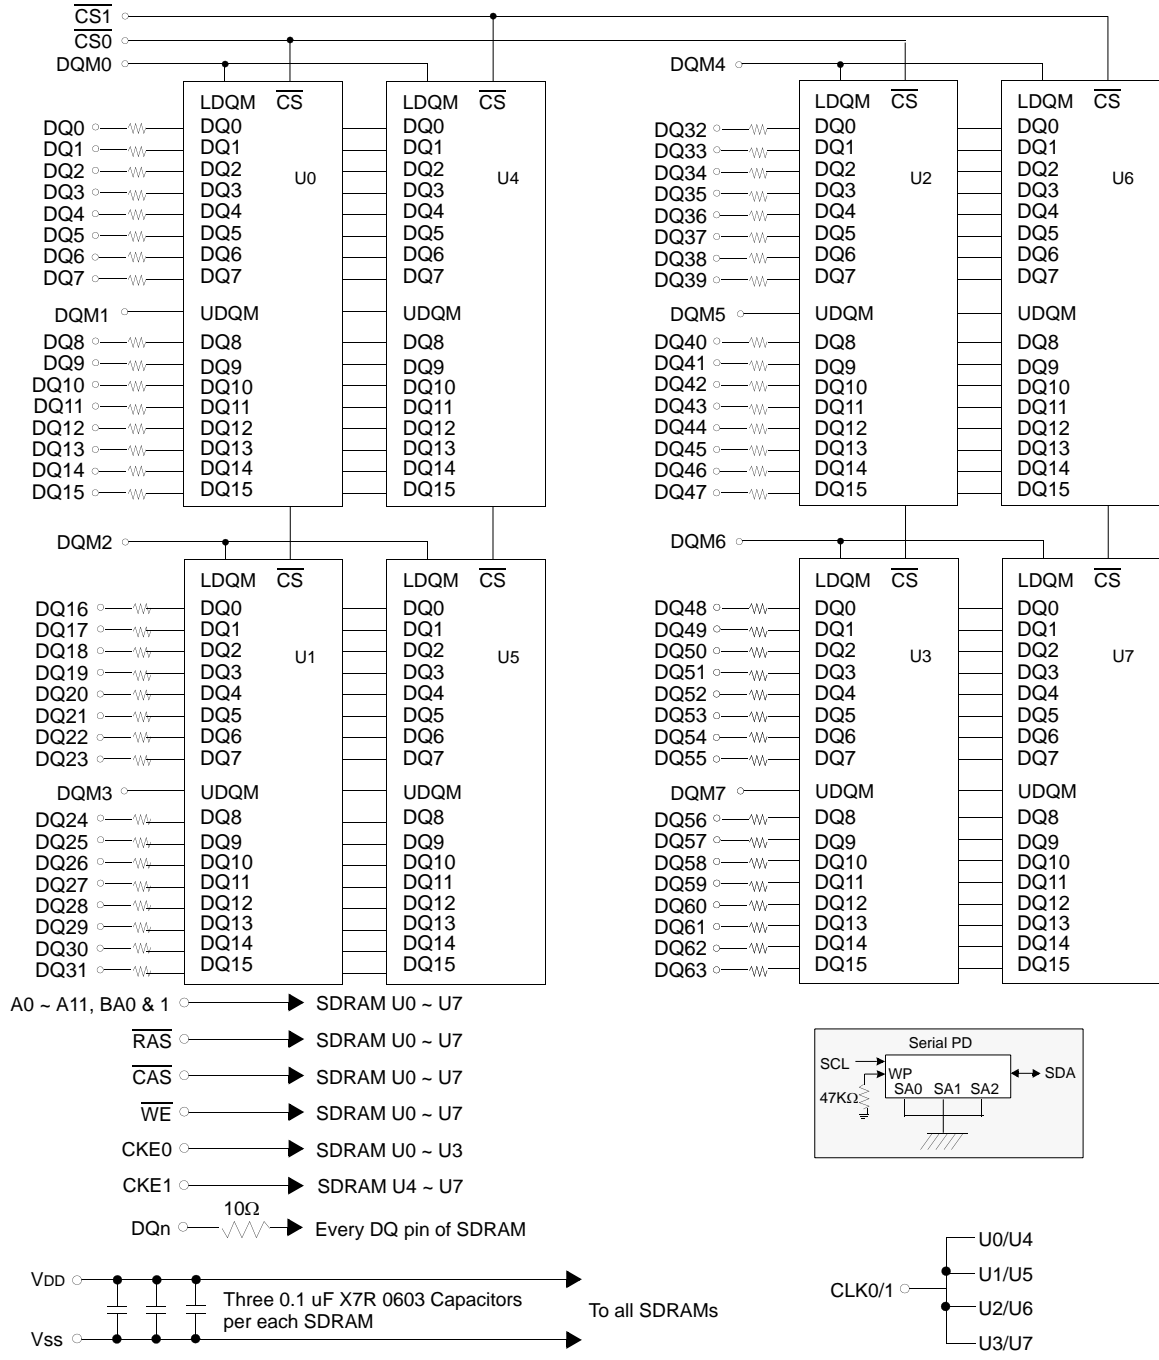 CS1
CS0
DQM0
DQM4
LDQM CS
LDQM CS
LDQM CS
LDQM CS
DQ0 DQ0 DQ0 DQ32 DQ0 DQ0
DQ1 DQ1 DQ1 DQ33 DQ1 DQ1
DQ2 DQ2 DQ2 DQ34 DQ2 DQ2
U0 U4 U2 U6
DQ3 DQ3 DQ3 DQ35 DQ3 DQ3
DQ4 DQ4 DQ4 DQ36 DQ4 DQ4
DQ5 DQ5 DQ5 DQ37 DQ5 DQ5
DQ6 DQ6 DQ6 DQ38 DQ6 DQ6
DQ7 DQ7 DQ7 DQ39 DQ7 DQ7
DQM1 UDQM UDQM DQM5 UDQM UDQM
DQ8 DQ8 DQ8 DQ40 DQ8 DQ8
DQ9 DQ9 DQ9 DQ41 DQ9 DQ9
DQ10 DQ10 DQ10 DQ42 DQ10 DQ10
DQ11 DQ11 DQ11 DQ43 DQ11 DQ11
DQ12 DQ12 DQ12 DQ44 DQ12 DQ12
DQ13 DQ13 DQ13 DQ45 DQ13 DQ13
DQ14 DQ14 DQ14 DQ46 DQ14 DQ14
DQ15 DQ15 DQ15 DQ47 DQ15 DQ15
DQM2
DQM6
LDQM CS
LDQM CS
LDQM CS
LDQM CS
DQ16 DQ0 DQ0 DQ48 DQ0 DQ0
DQ17 DQ1 DQ1 DQ49 DQ1 DQ1
DQ18 DQ2 DQ2 DQ50 DQ2 DQ2
U1 U5 U3 U7
DQ19 DQ3 DQ3 DQ51 DQ3 DQ3
DQ20 DQ4 DQ4 DQ52 DQ4 DQ4
DQ21 DQ5 DQ5 DQ53 DQ5 DQ5
DQ22 DQ6 DQ6 DQ54 DQ6 DQ6
DQ23 DQ7 DQ7 DQ55 DQ7 DQ7
DQM3 UDQM UDQM DQM7 UDQM UDQM
DQ24 DQ8 DQ8 DQ56 DQ8 DQ8
DQ25 DQ9 DQ9 DQ57 DQ9 DQ9
DQ26 DQ10 DQ10 DQ58 DQ10 DQ10
DQ27 DQ11 DQ11 DQ59 DQ11 DQ11
DQ28 DQ12 DQ12 DQ60 DQ12 DQ12
DQ29 DQ13 DQ13 DQ61 DQ13 DQ13
DQ30 DQ14 DQ14 DQ62 DQ14 DQ14
DQ31 DQ15 DQ15 DQ63 DQ15 DQ15
A0 ~ A11, BA0 & 1 SDRAM U0 ~ U7
RAS SDRAM U0 ~ U7
CAS SDRAM U0 ~ U7
WE SDRAM U0 ~ U7
CKE0 SDRAM U0 ~ U3
CKE1 SDRAM U4 ~ U7
10Ω
DQn Every DQ pin of SDRAM
Serial PD
SCL
WP
SDA
47KΩ
SA0 SA1 SA2
VDD
Three 0.1 uF X7R 0603 Capacitors
per each SDRAM
To all SDRAMs
Vss
CLK0/1
U0/U4
U1/U5
U2/U6
U3/U7